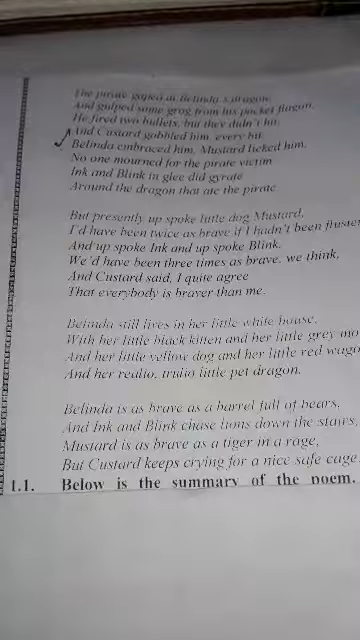 The pirate gaped at Belinda's dragon,
And gulped some grog from his pocket flagon,
He fired two bullets, but they didn't hit,
And Custard gobbled him, every bit.
Belinda embraced him, Mustard licked him,
No one mourned for the pirate victim
Ink and Blink in glee did gyrate
Around the dragon that ate the pirate

But presently up spoke little dog Mustard,
I'd have been twice as brave if I hadn't been fluster
And up spoke Ink and up spoke Blink,
We'd have been three times as brave, we think,
And Custard said, I quite agree
That everybody is braver than me.

Belinda still lives in her little white house,
With her little black kitten and her little grey mo
And her little yellow dog and her little red wago
And her realio, trulio little pet dragon.

Belinda is as brave as a barrel full of bears,
And Ink and Blink chase lions down the stairs,
Mustard is as brave as a tiger in a rage,
But Custard keeps crying for a nice safe cage.
1.1. Below is the summary of the poem.